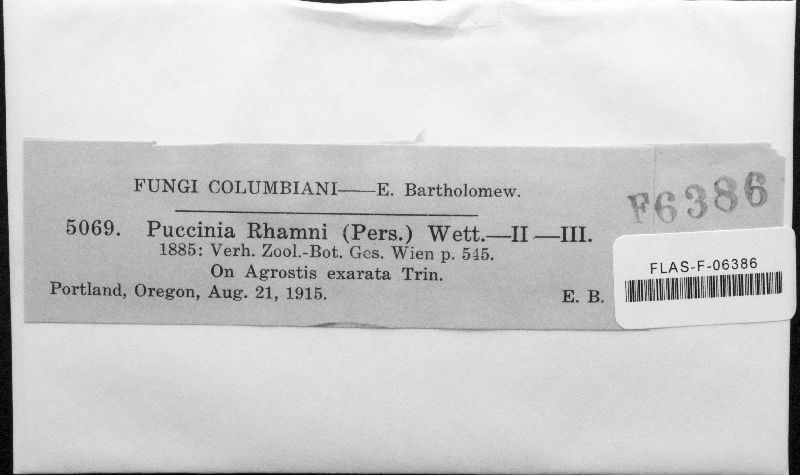 FUNGI COLUMBIANI——E. Bartholomew.
F6386
5069. Puccinia Rhamni (Pers.) Wett.—II—III.
1885: Verh. Zool.-Bot. Ges. Wien p. 545.
On Agrostis exarata Trin.
Portland, Oregon, Aug. 21, 1915. E. B.
FLAS-F-06386